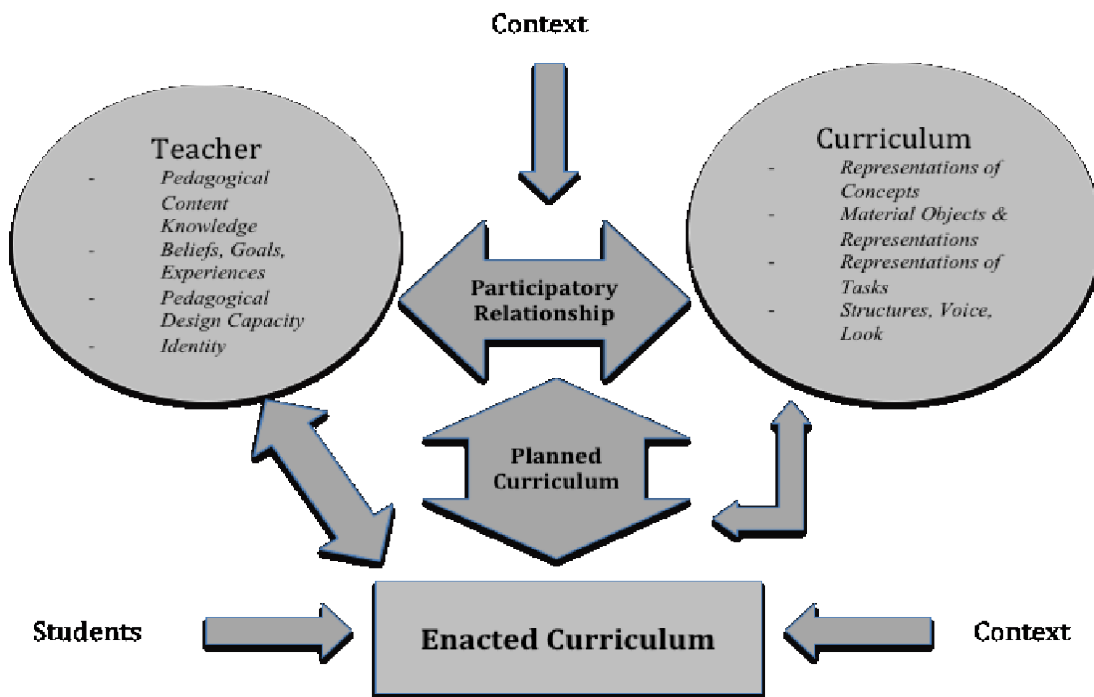 Context
Teacher
- Pedagogical
Content
Knowledge
- Beliefs, Goals,
Experiences
- Pedagogical
Design Capacity
- Identity
Curriculum
- Representations of
Concepts
- Material Objects &
Representations
- Representations of
Tasks
- Structures, Voice,
Look
Participatory
Relationship
Planned
Curriculum
Students
Enacted Curriculum
Context